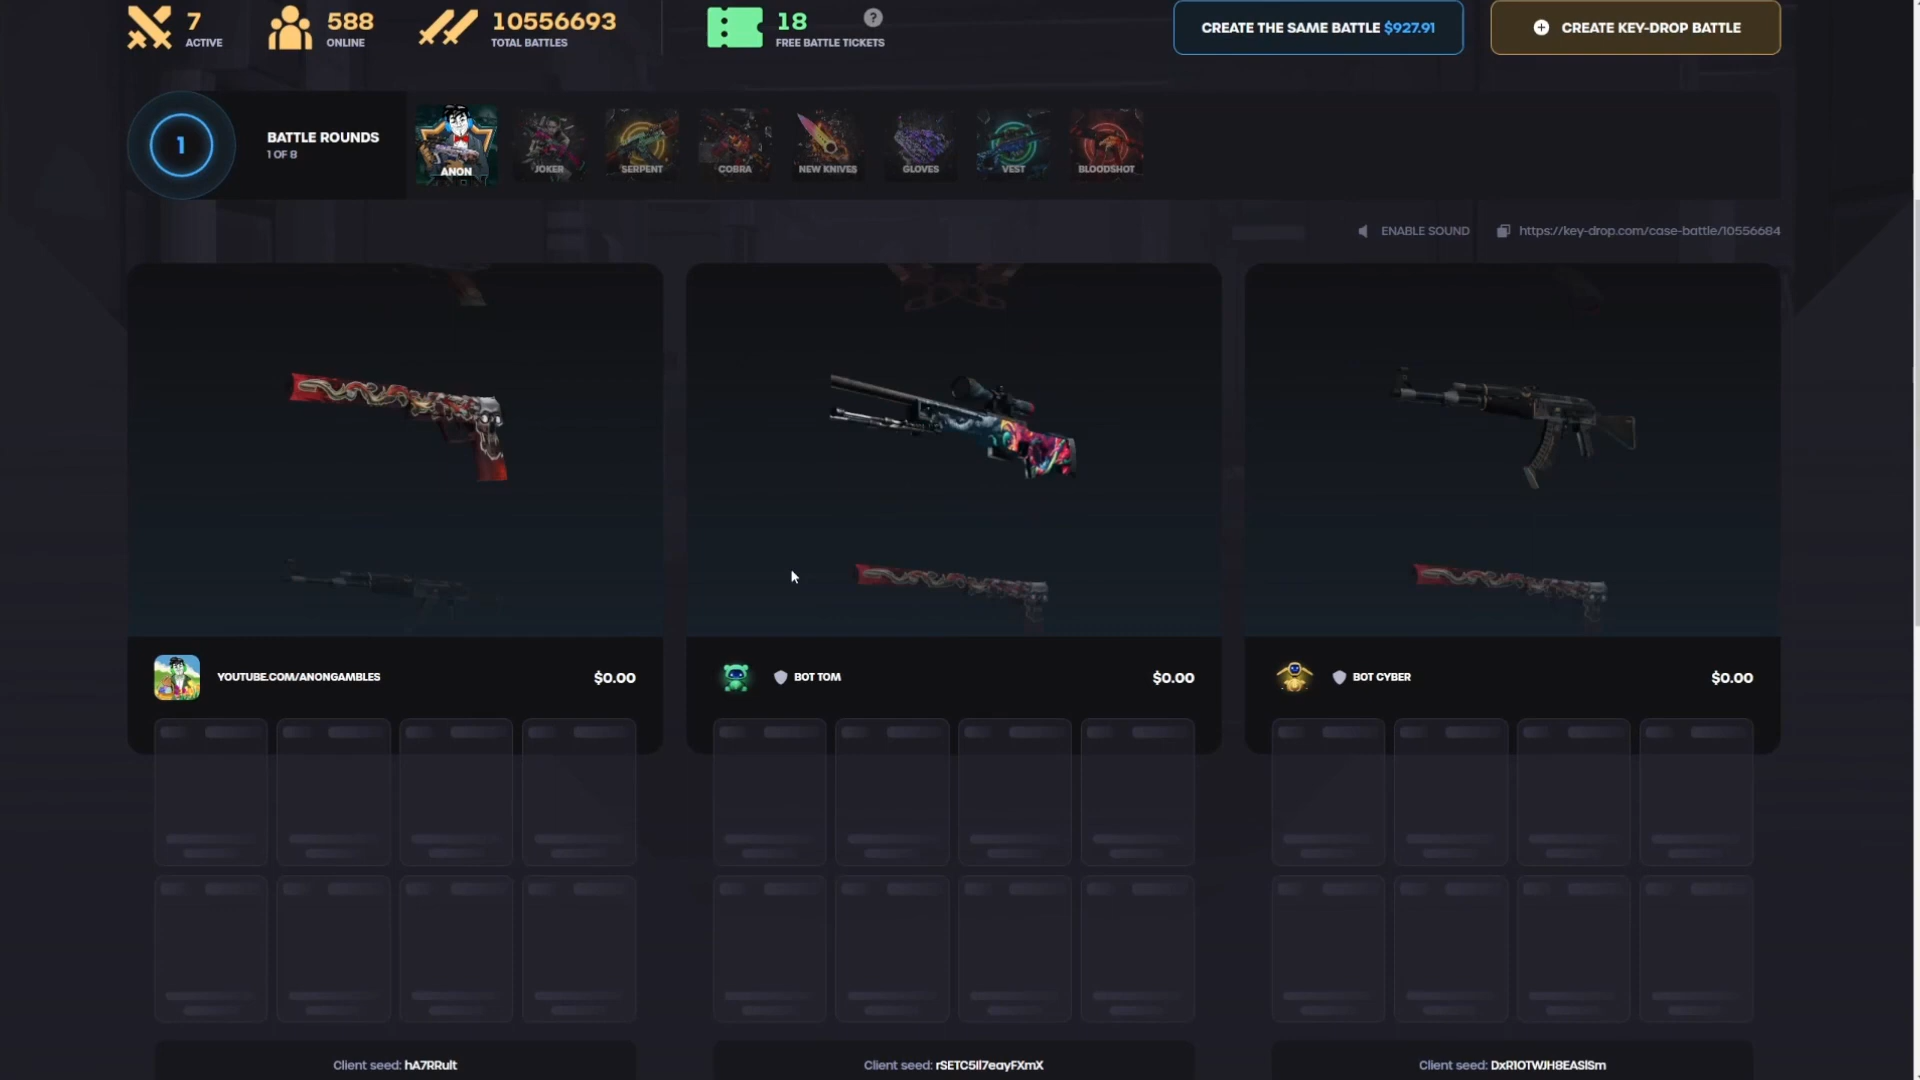 7
ACTIVE
588
ONLINE
10556693
TOTAL BATTLES
18
FREE BATTLE TICKETS
?
CREATE THE SAME BATTLE $927.91
CREATE KEY-DROP BATTLE
1
BATTLE ROUNDS
1 OF 8
ANON
JOKER
SERPENT
COBRA
NEW KNIVES
GLOVES
VEST
BLOODSHOT
ENABLE SOUND
https://key-drop.com/case-battle/10556684
YOUTUBE.COM/ANONGAMBLES
$0.00
BOT TOM
$0.00
BOT CYBER
$0.00
Client seed: hA7RRult
Client seed: rSETC5il7eayFXmX
Client seed: DxR1OTWJH8EASlSm